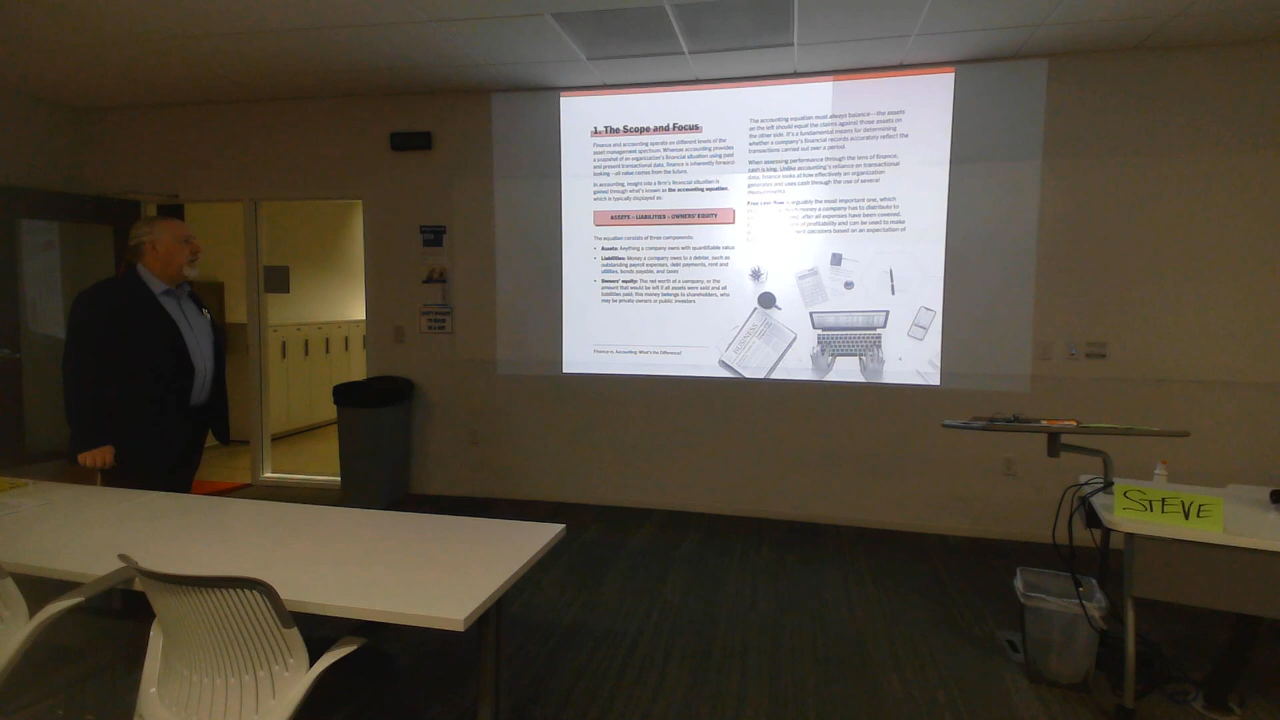 1. The Scope and Focus
Finance and accounting operate on different levels of the
asset management spectrum. Whereas accounting provides
a snapshot of an organization's financial situation using past
and present transactional data, finance is inherently forward-
looking—all value comes from the future.
In accounting, insight into a firm's financial situation is
gained through what's known as the accounting equation,
which is typically displayed as:
ASSETS = LIABILITIES + OWNERS' EQUITY
The equation consists of three components:
• Assets: Anything a company owns with quantifiable value
• Liabilities: Money a company owes to a debtor, such as
outstanding payroll expenses, debt payments, rent and
utilities, bonds payable, and taxes
• Owners' equity: The net worth of a company, or the
amount that would be left if all assets were sold and all
liabilities paid; this money belongs to shareholders, who
may be private owners or public investors
Finance vs. Accounting: What's the Difference?
The accounting equation must always balance—the assets
on the left should equal the claims against those assets on
the other side. It's a fundamental means for determining
whether a company's financial records accurately reflect the
transactions carried out over a period.
When assessing performance through the lens of finance,
cash is king. Unlike accounting's reliance on transactional
data, finance looks at how effectively an organization
generates and uses cash through the use of several
measurements.
Free cash flow is arguably the most important one, which
money a company has to distribute to
after all expenses have been covered.
of profitability and can be used to make
decisions based on an expectation of
BUSINESS
STEVE